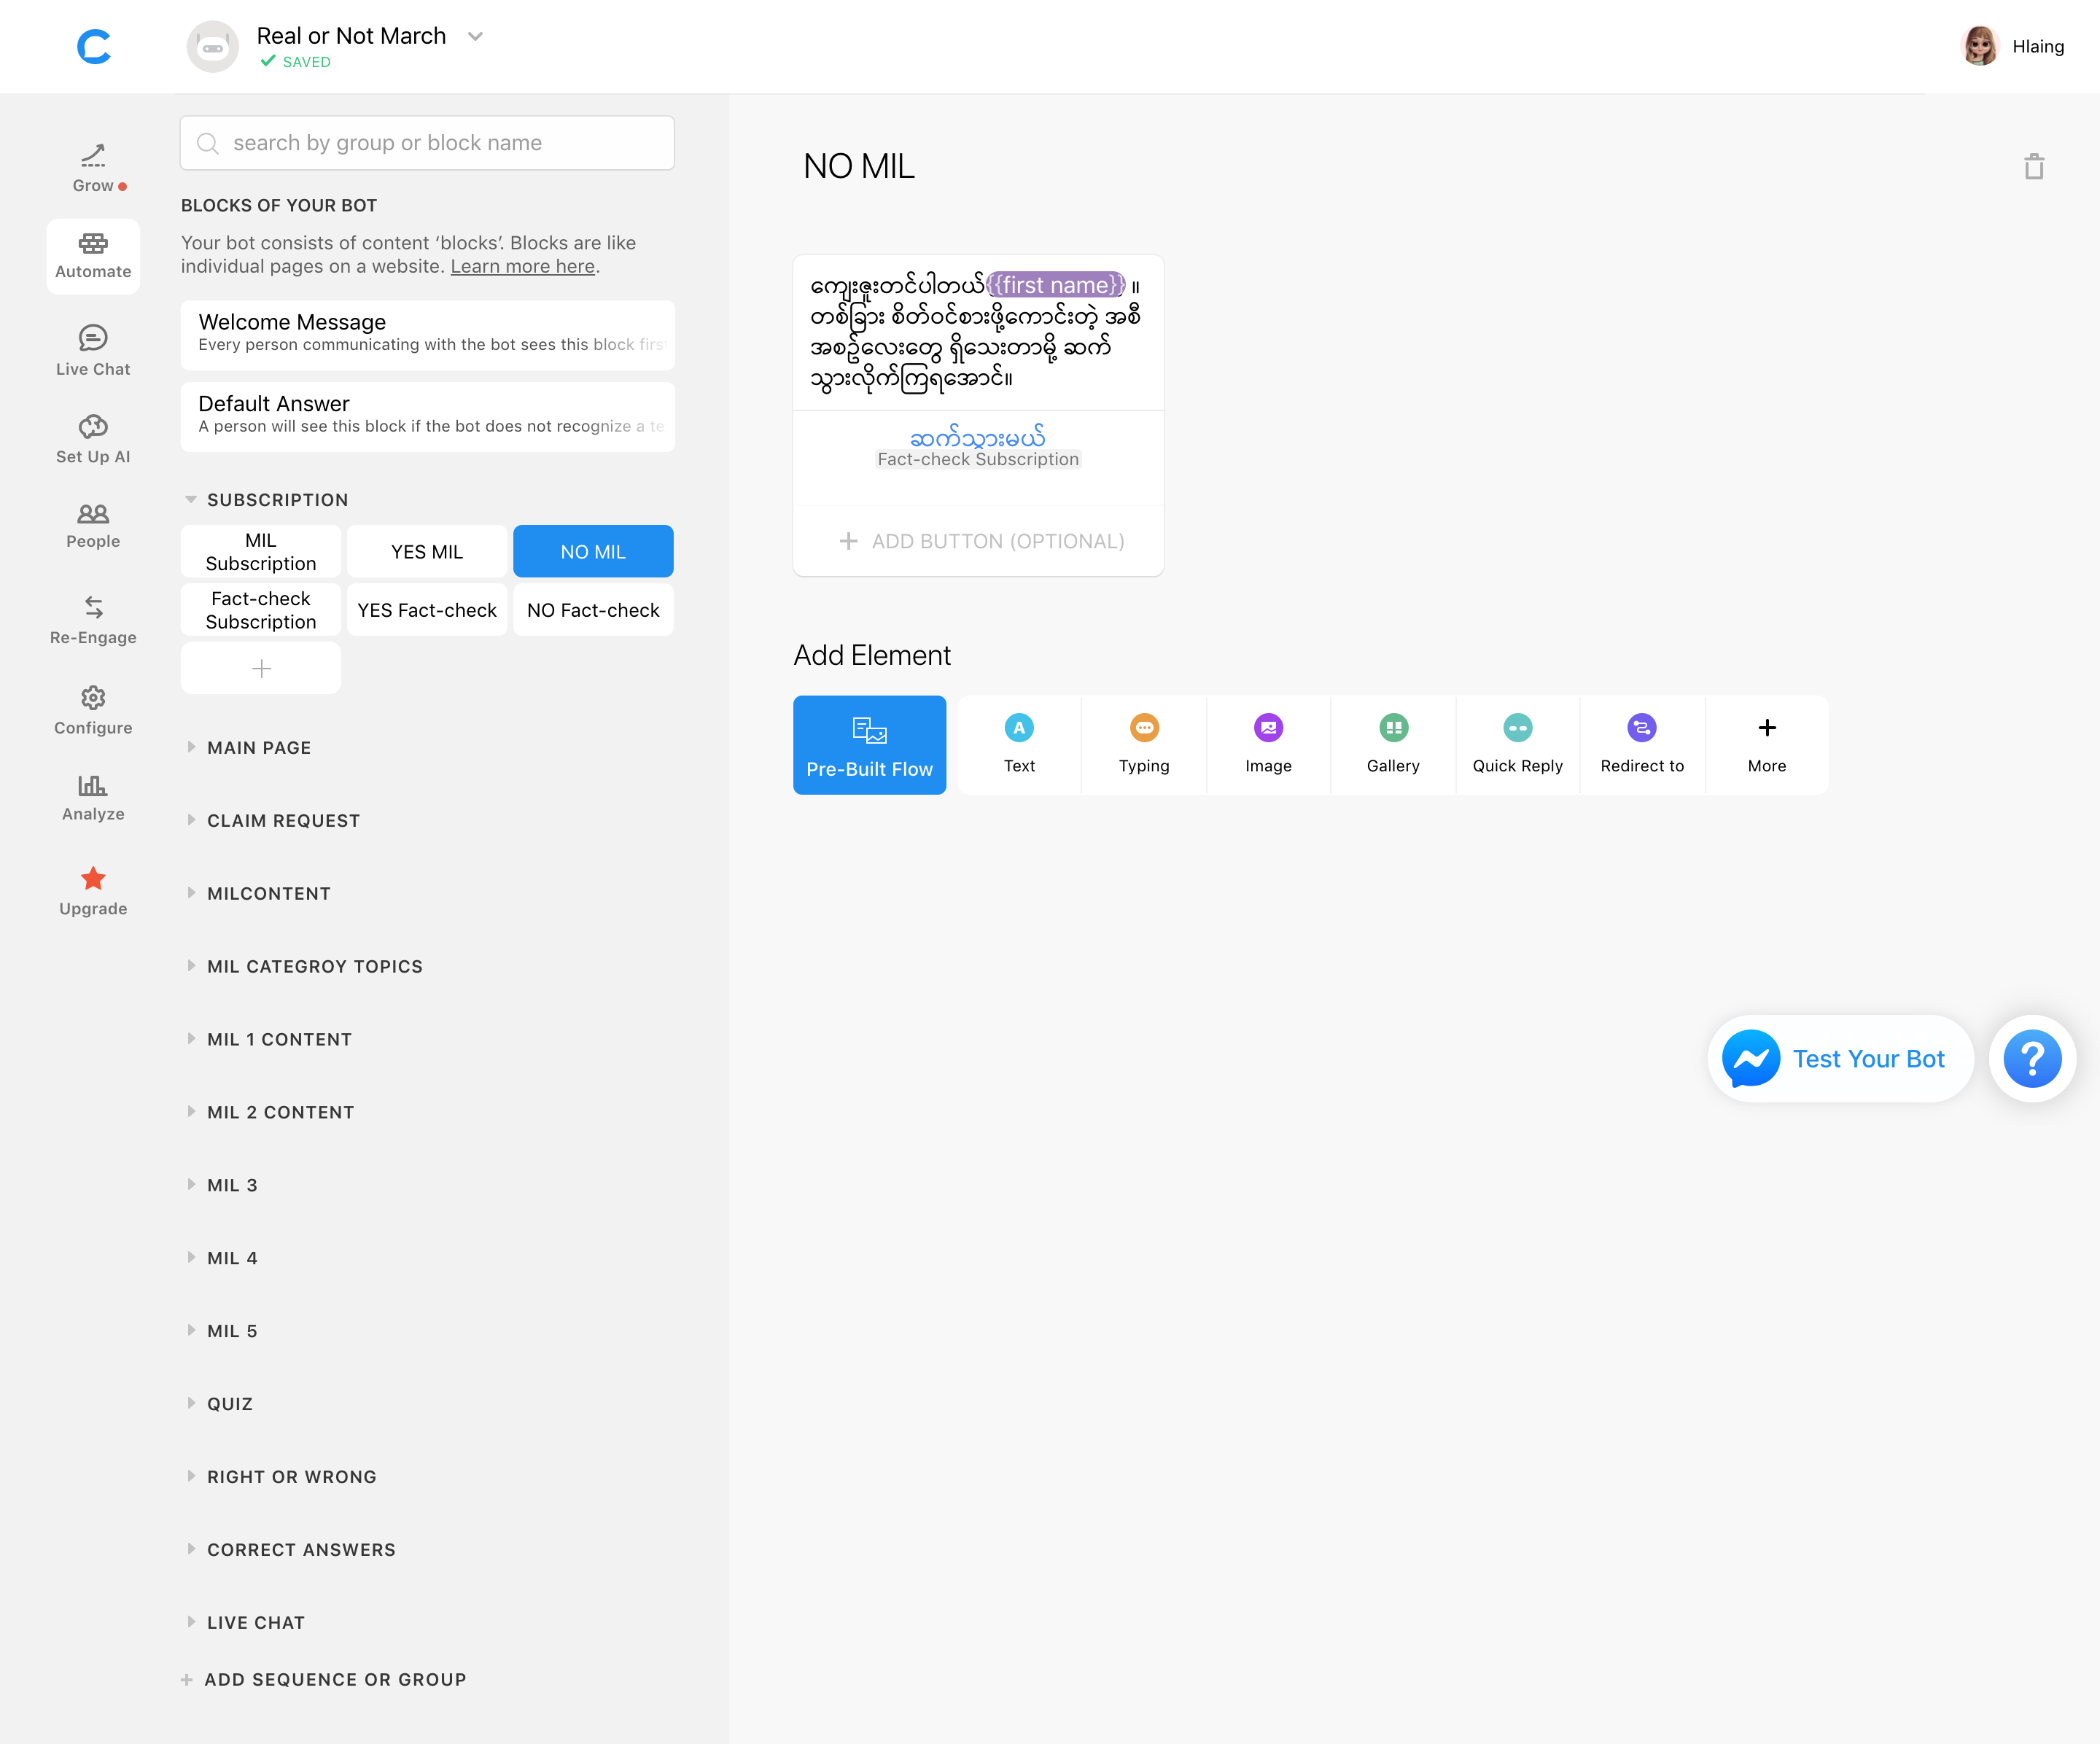 Real or Not March
SAVED
Hlaing
Grow
Automate
Live Chat
Set Up AI
People
Re-Engage
Configure
Analyze
Upgrade
search by group or block name
BLOCKS OF YOUR BOT
Your bot consists of content ‘blocks’. Blocks are like
individual pages on a website. Learn more here.
Welcome Message
Every person communicating with the bot sees this block first
Default Answer
A person will see this block if the bot does not recognize a te
SUBSCRIPTION
MIL
Subscription
YES MIL
NO MIL
Fact-check
Subscription
YES Fact-check
NO Fact-check
MAIN PAGE
CLAIM REQUEST
MILCONTENT
MIL CATEGROY TOPICS
MIL 1 CONTENT
MIL 2 CONTENT
MIL 3
MIL 4
MIL 5
QUIZ
RIGHT OR WRONG
CORRECT ANSWERS
LIVE CHAT
+ ADD SEQUENCE OR GROUP
NO MIL
ကျေးဇူးတင်ပါတယ်{{first name}} ။
တစ်ခြား စိတ်ဝင်စားဖို့ကောင်းတဲ့ အစီ
အစဥ်လေးတွေ ရှိသေးတာမို့ ဆက်
သွားလိုက်ကြရအောင်။
ဆက်သွားမယ်
Fact-check Subscription
+ ADD BUTTON (OPTIONAL)
Add Element
Pre-Built Flow
Text
Typing
Image
Gallery
Quick Reply
Redirect to
More
Test Your Bot